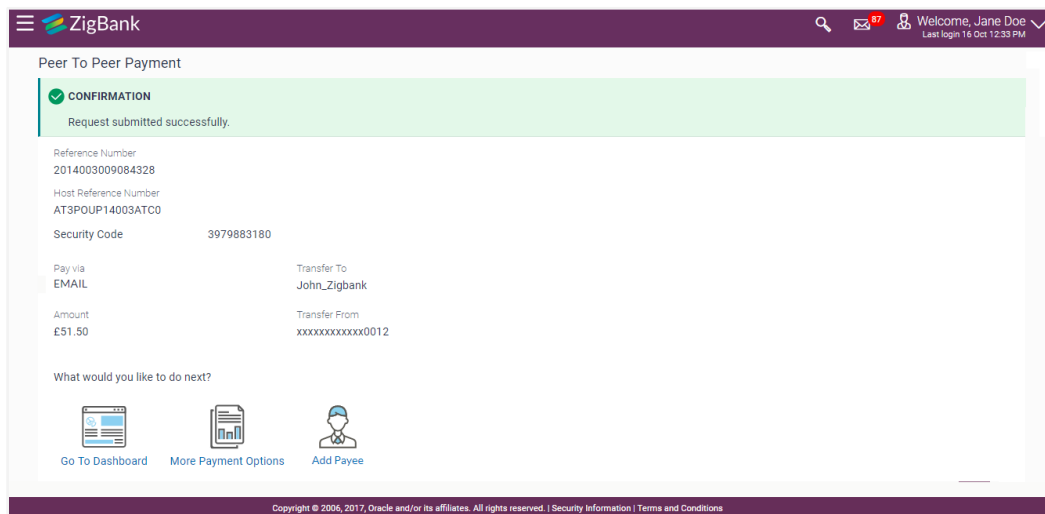 ZigBank
87
Welcome, Jane Doe
Last login 16 Oct 12:33 PM
Peer To Peer Payment
CONFIRMATION
Request submitted successfully.
Reference Number
2014003009084328
Host Reference Number
AT3POUP14003ATC0
Security Code 3979883180
Pay via Transfer To
EMAIL John_Zigbank
Amount Transfer From
£51.50 xxxxxxxxxxxx0012
What would you like to do next?
Go To Dashboard More Payment Options Add Payee
Copyright © 2006, 2017, Oracle and/or its affiliates. All rights reserved. | Security Information | Terms and Conditions